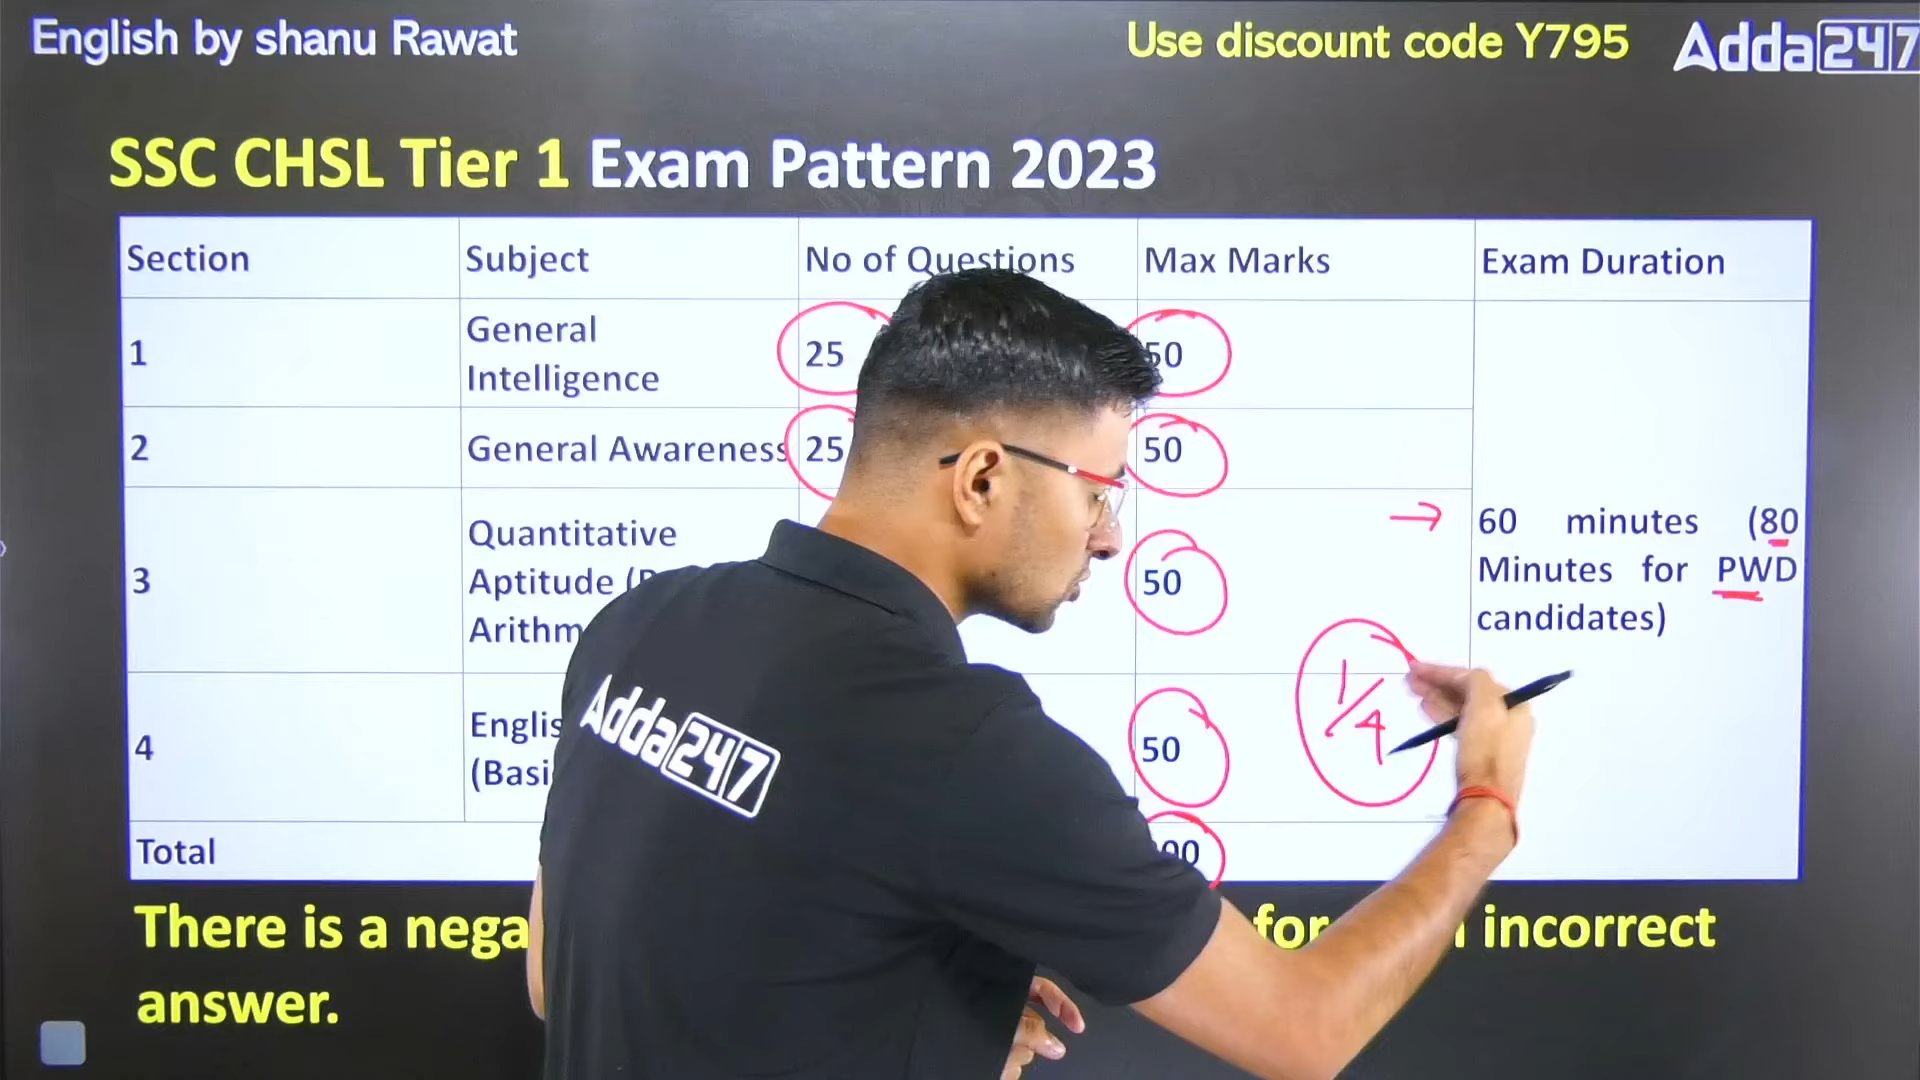 English by shanu Rawat
Use discount code Y795
Adda247
SSC CHSL Tier 1 Exam Pattern 2023
Section Subject No of Questions Max Marks Exam Duration
1 General Intelligence 25 50
2 General Awareness 25 50
3 Quantitative Aptitude 50
4 50
60 minutes (80
Minutes for PWD
candidates)
1/4
Total
Adda247
There is a for incorrect
answer.